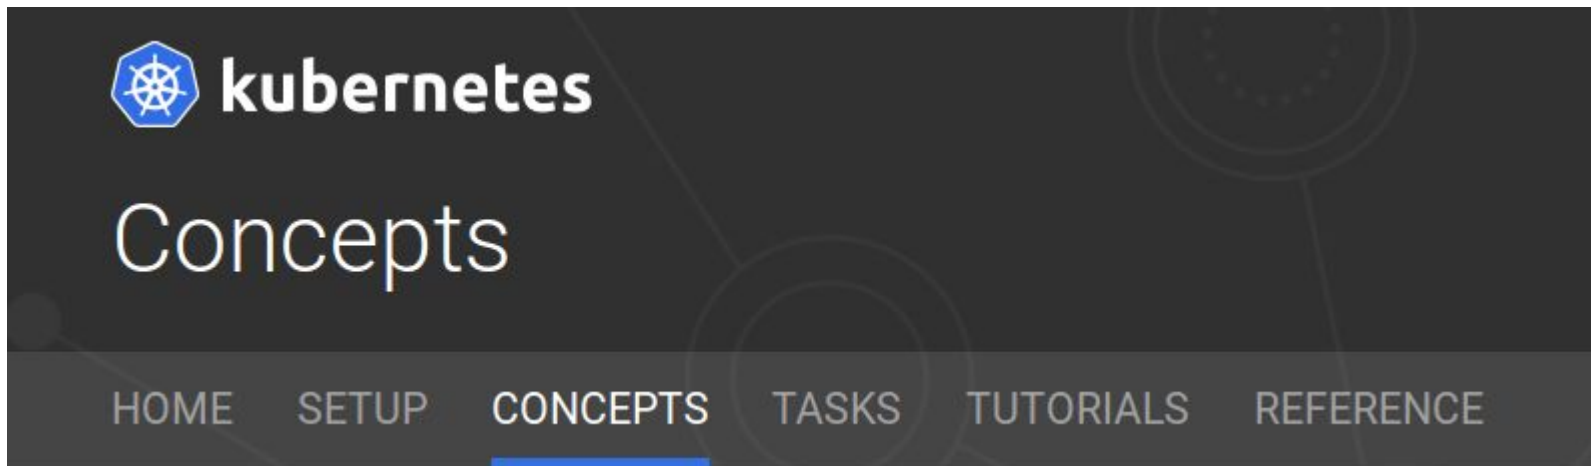 kubernetes
Concepts
HOME SETUP CONCEPTS TASKS TUTORIALS REFERENCE